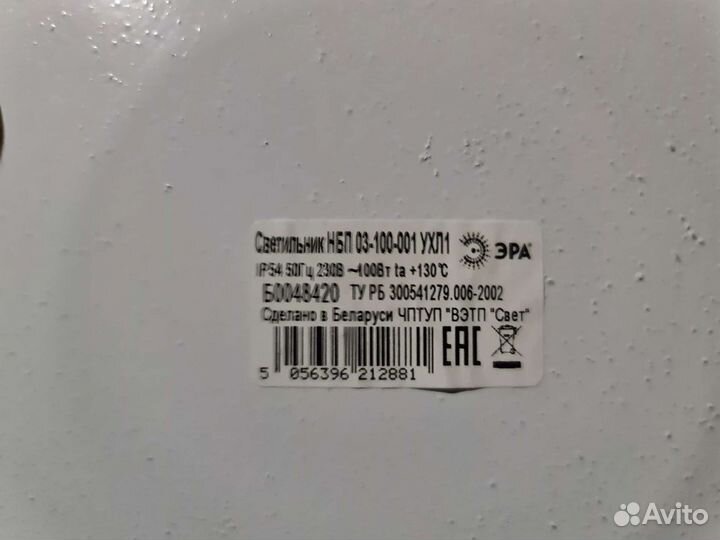 Светильник НБП 03-100-001 УХЛ1
ЭРА
IP54 50Гц 230В ~100Вт ta +130℃
Б0048420 ТУ РБ 300541279.006-2002
Сделано в Беларуси ЧПТУП "ВЭТП "Свет"
EAC
5 056396 212881
Avito